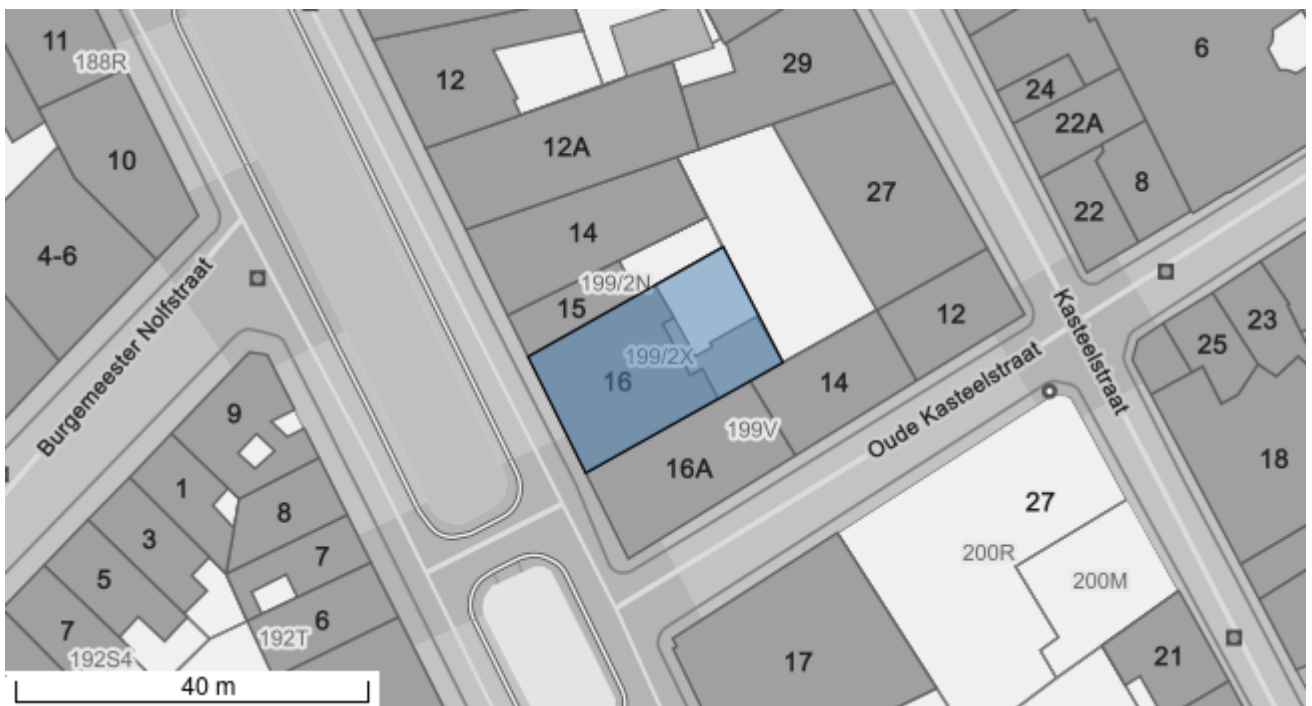 11
188R
12
29
6
24
22A
12A
10
8
27
22
14
4-6
199/2N
15
12
23
25
199/2X
16
14
Burgemeester Nolfstraat
Kasteelstraat
Oude Kasteelstraat
9
199V
16A
18
1
8
27
3
7
200R
5
200M
6
7
192T
192S4
17
21
40 m